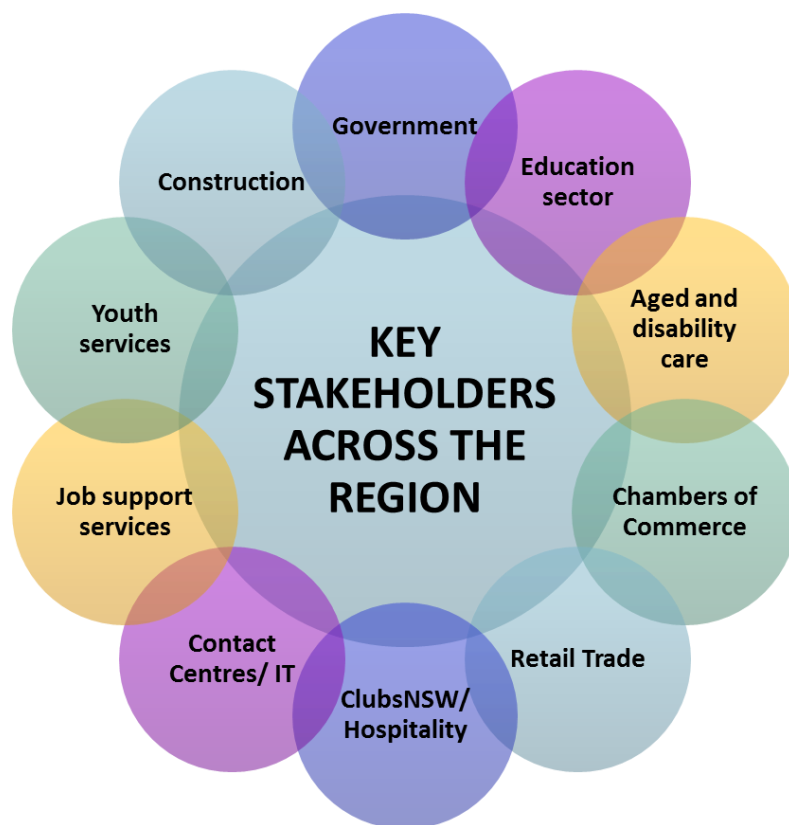 Government
Education
sector
Aged and
disability
care
Chambers of
Commerce
Retail Trade
ClubsNSW/
Hospitality
Contact
Centres/ IT
Job support
services
Youth
services
Construction
KEY
STAKEHOLDERS
ACROSS THE
REGION